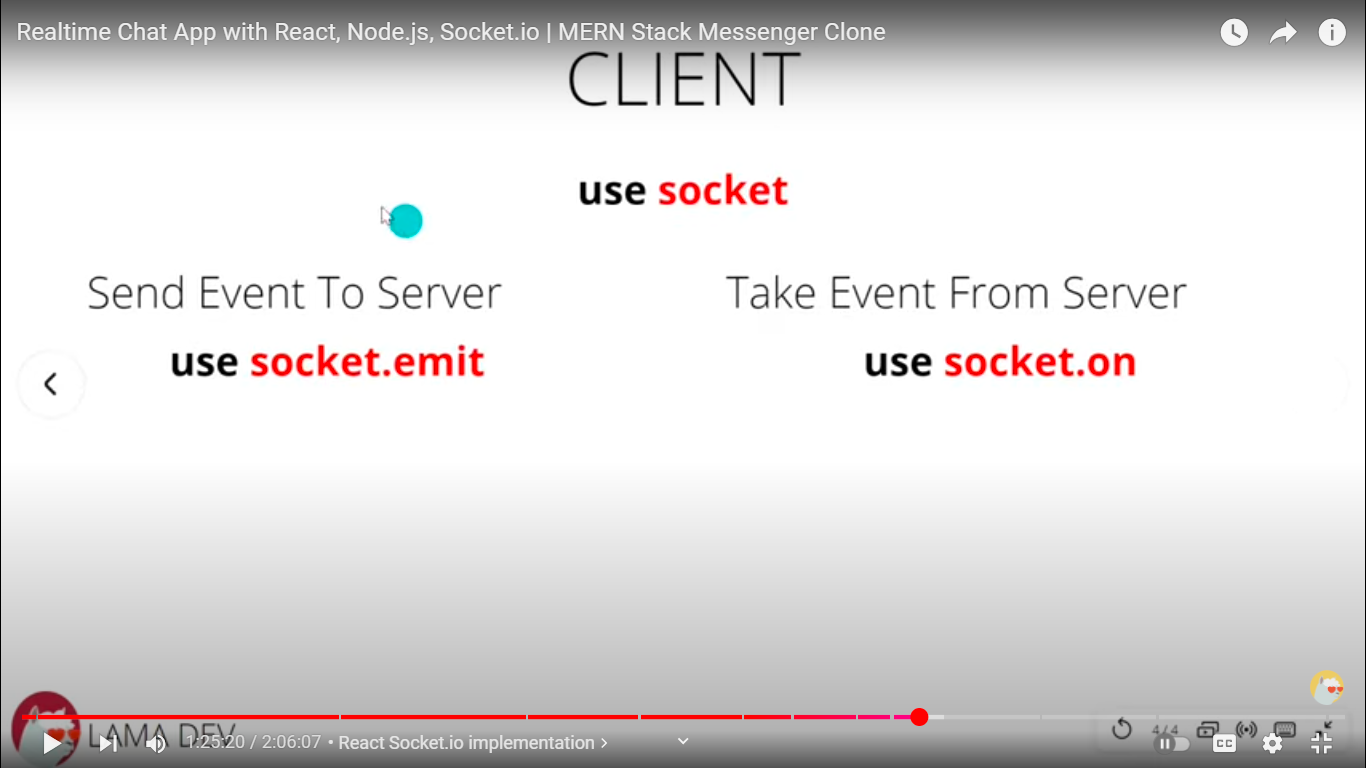 Realtime Chat App with React, Node.js, Socket.io | MERN Stack Messenger Clone
CLIENT
use socket
Send Event To Server
Take Event From Server
use socket.emit
use socket.on
LAMA DEV
4/4
1:25:20 / 2:06:07 • React Socket.io implementation
CC